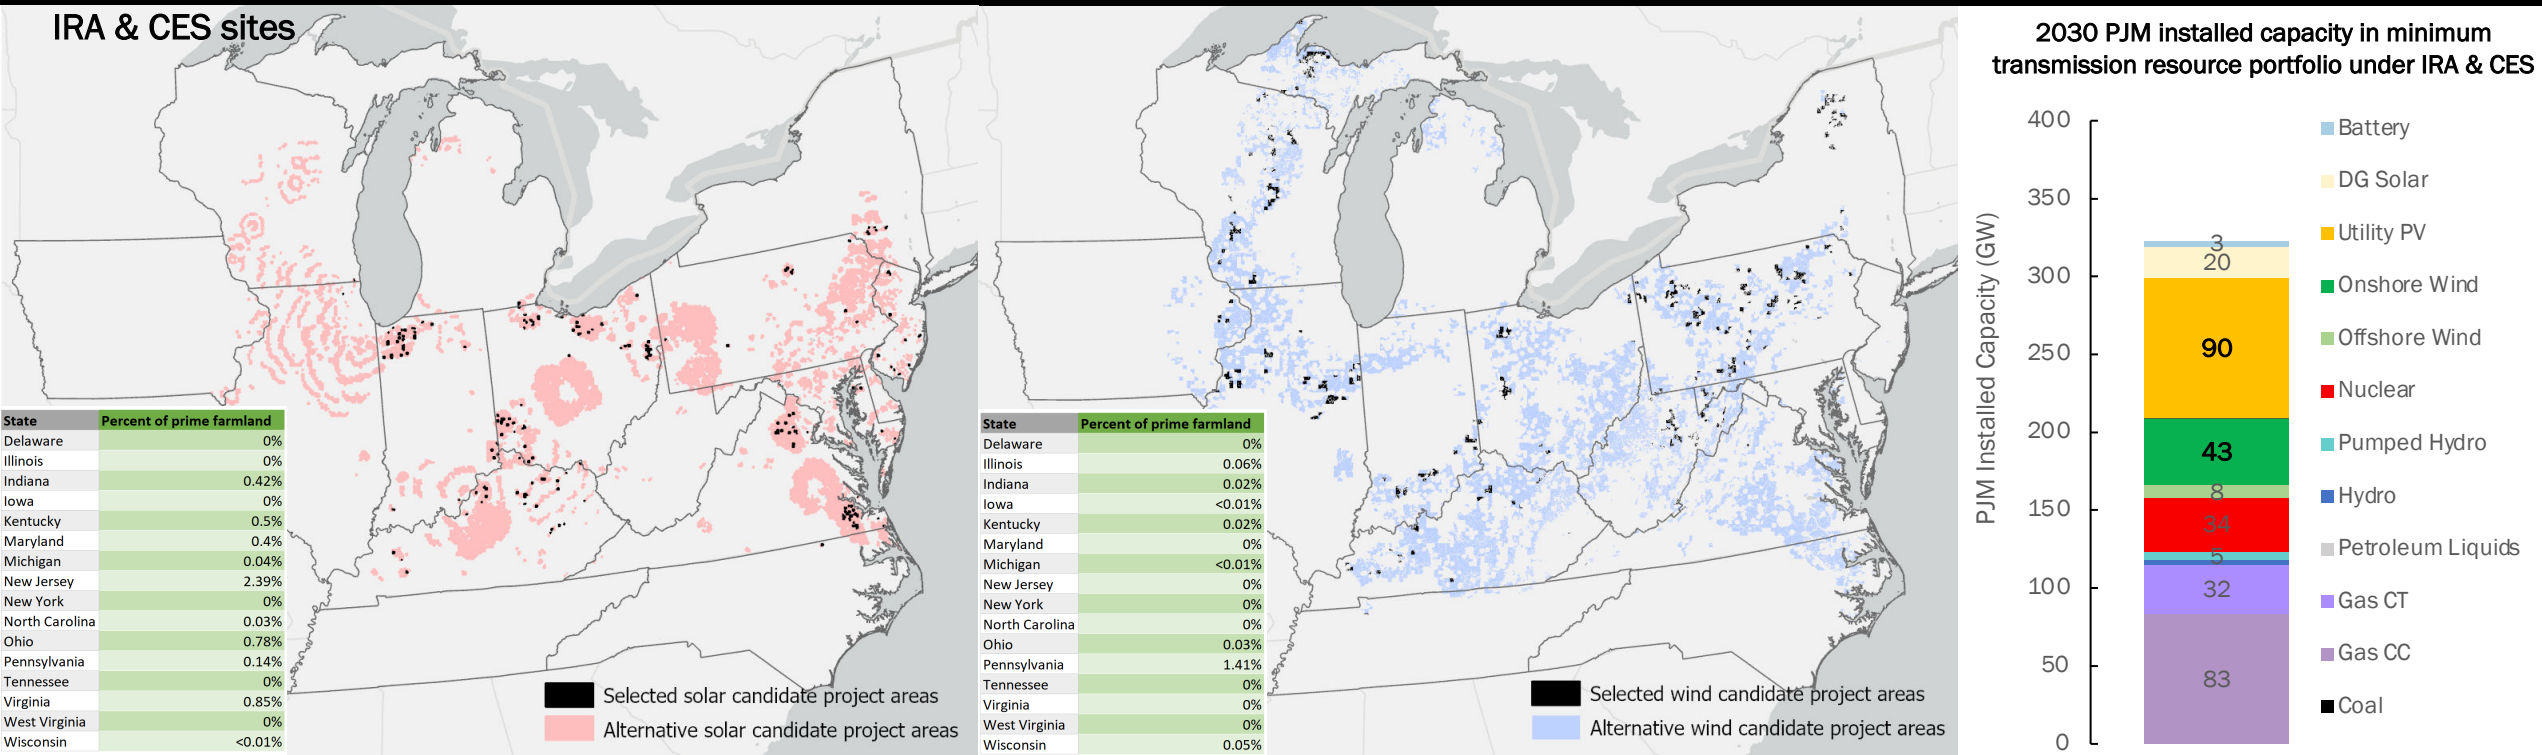 IRA & CES sites
State Percent of prime farmland
Delaware 0%
Illinois 0%
Indiana 0.42%
Iowa 0%
Kentucky 0.5%
Maryland 0.4%
Michigan 0.04%
New Jersey 2.39%
New York 0%
North Carolina 0.03%
Ohio 0.78%
Pennsylvania 0.14%
Tennessee 0%
Virginia 0.85%
West Virginia 0%
Wisconsin <0.01%
Selected solar candidate project areas
Alternative solar candidate project areas
State Percent of prime farmland
Delaware 0%
Illinois 0.06%
Indiana 0.02%
Iowa <0.01%
Kentucky 0.02%
Maryland 0%
Michigan <0.01%
New Jersey 0%
New York 0%
North Carolina 0%
Ohio 0.03%
Pennsylvania 1.41%
Tennessee 0%
Virginia 0%
West Virginia 0%
Wisconsin 0.05%
Selected wind candidate project areas
Alternative wind candidate project areas
2030 PJM installed capacity in minimum
transmission resource portfolio under IRA & CES
PJM Installed Capacity (GW)
400
350
300
250
200
150
100
50
0
3
20
90
43
8
34
5
32
83
Battery
DG Solar
Utility PV
Onshore Wind
Offshore Wind
Nuclear
Pumped Hydro
Hydro
Petroleum Liquids
Gas CT
Gas CC
Coal